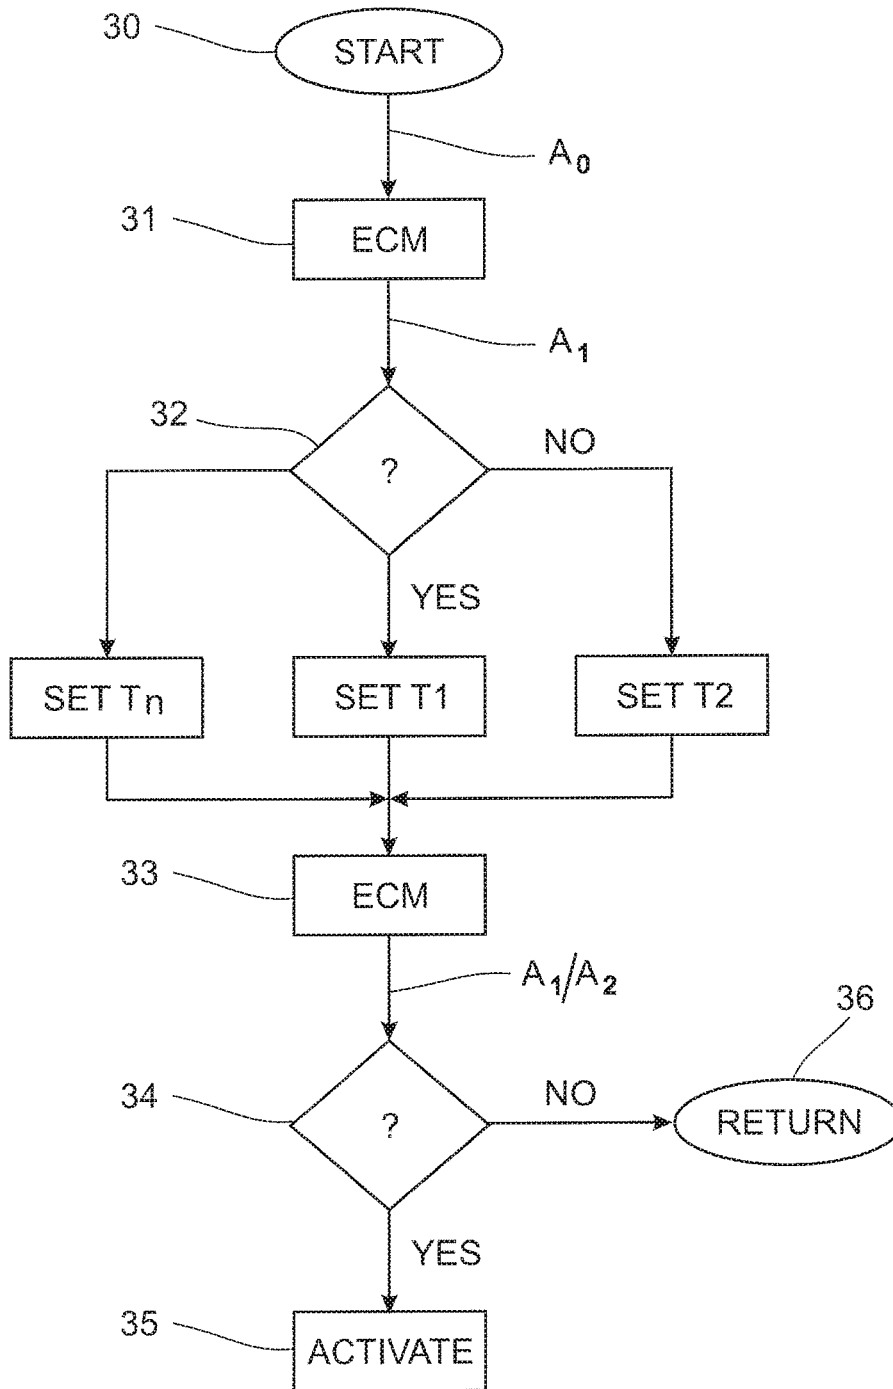 30
START
A0
31
ECM
A1
32
?
NO
YES
SET Tn
SET T1
SET T2
33
ECM
A1/A2
36
34
?
NO
RETURN
YES
35
ACTIVATE